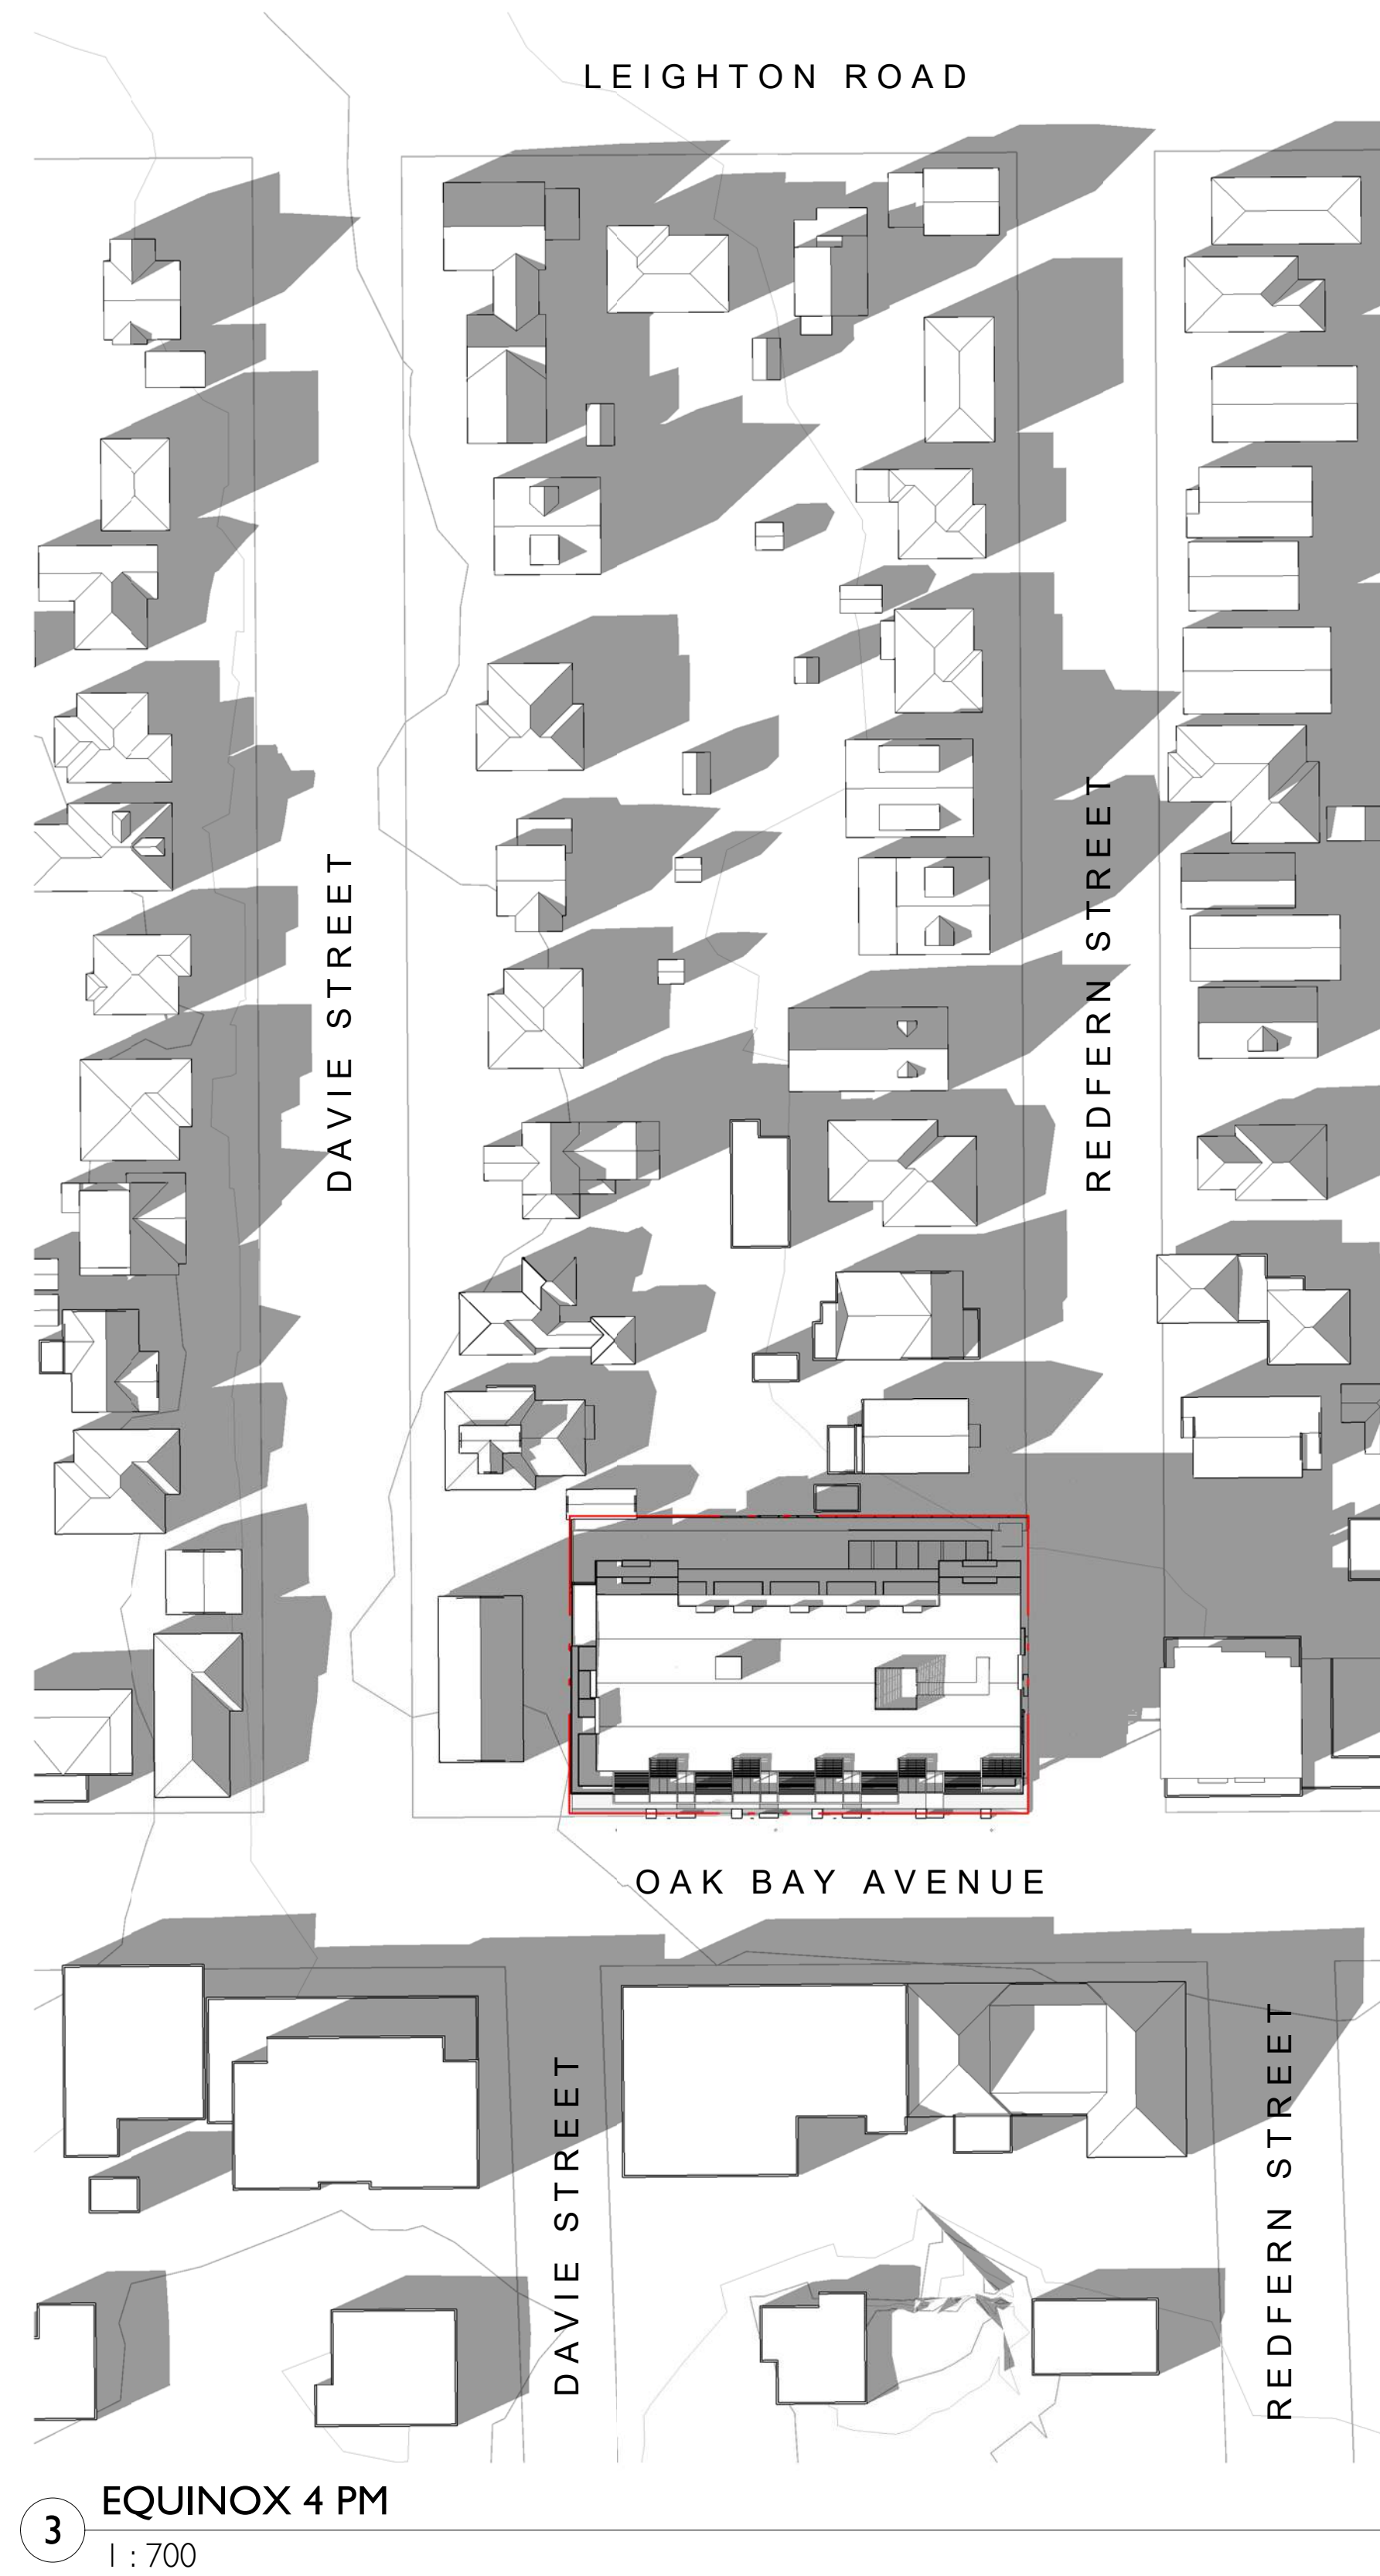 LEIGHTON ROAD
DAVIE STREET
REDFERN STREET
OAK BAY AVENUE
DAVIE STREET
REDFERN STREET
3
EQUINOX 4 PM
1 : 700